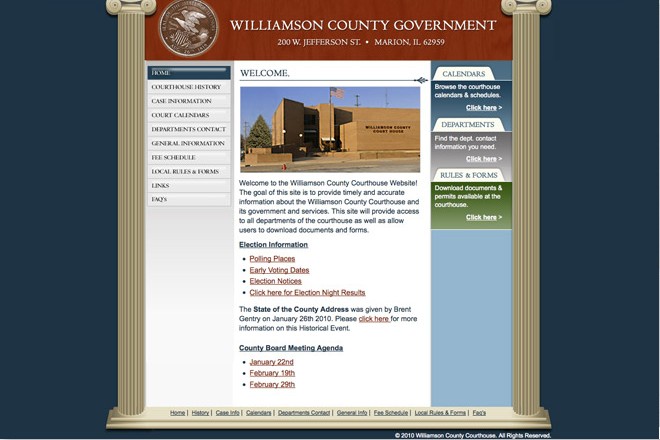 WILLIAMSON COUNTY GOVERNMENT
200 W. JEFFERSON ST. • MARION, IL 62959
HOME
COURTHOUSE HISTORY
CASE INFORMATION
COURT CALENDARS
DEPARTMENTS CONTACT
GENERAL INFORMATION
FEE SCHEDULE
LOCAL RULES & FORMS
LINKS
FAQ's
WELCOME,
WILLIAMSON COUNTY
COURT HOUSE
Welcome to the Williamson County Courthouse Website!
The goal of this site is to provide timely and accurate
information about the Williamson County Courthouse and
its government and services. This site will provide access
to all departments of the courthouse as well as allow
users to download documents and forms.
Election Information
• Polling Places
• Early Voting Dates
• Election Notices
• Click here for Election Night Results
The State of the County Address was given by Brent
Gentry on January 26th 2010. Please click here for more
information on this Historical Event.
County Board Meeting Agenda
• January 22nd
• February 19th
• February 29th
CALENDARS
Browse the courthouse
calendars & schedules.
Click here >
DEPARTMENTS
Find the dept. contact
information you need.
Click here >
RULES & FORMS
Download documents &
permits available at the
courthouse.
Click here >
Home | History | Case Info | Calendars | Departments Contact | General Info | Fee Schedule | Local Rules & Forms | Faq's
© 2010 Williamson County Courthouse. All Rights Reserved.